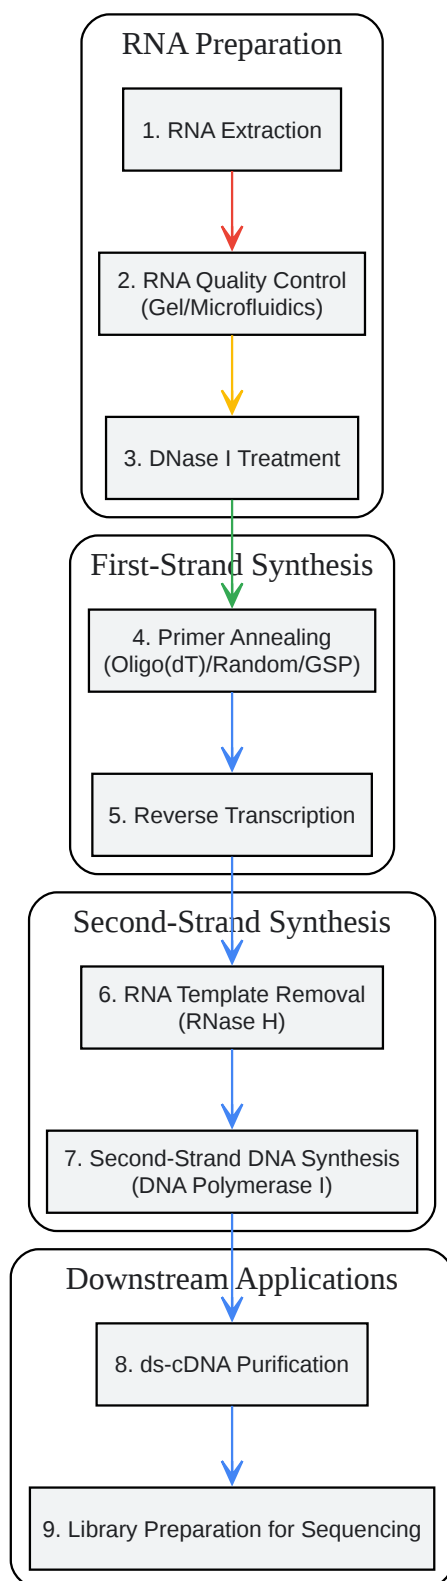 RNA Preparation
1. RNA Extraction
2. RNA Quality Control
(Gel/Microfluidics)
3. DNase I Treatment
First-Strand Synthesis
4. Primer Annealing
(Oligo(dT)/Random/GSP)
5. Reverse Transcription
Second-Strand Synthesis
6. RNA Template Removal
(RNase H)
7. Second-Strand DNA Synthesis
(DNA Polymerase I)
Downstream Applications
8. ds-cDNA Purification
9. Library Preparation for Sequencing